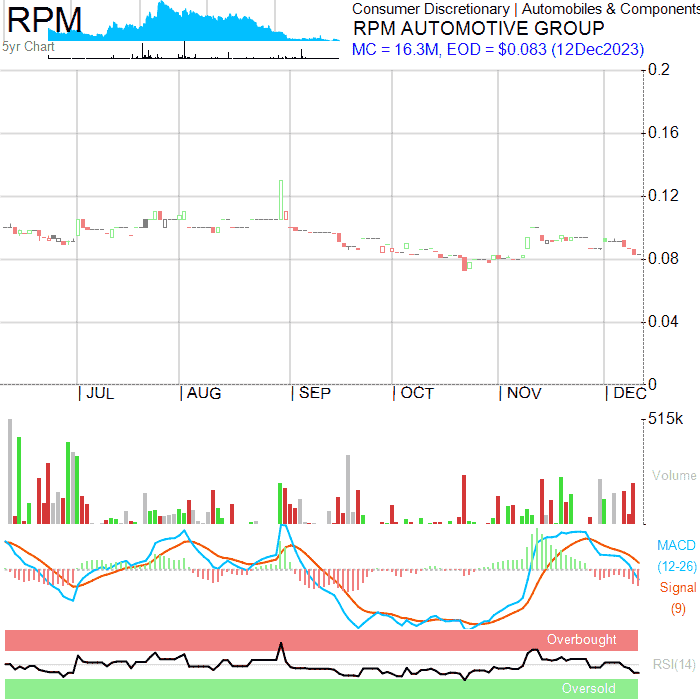 RPM
5yr Chart
Consumer Discretionary | Automobiles & Components
RPM AUTOMOTIVE GROUP
MC = 16.3M, EOD = $0.083 (12Dec2023)
0.2
0.16
0.12
0.08
0.04
0
| JUL | AUG | SEP | OCT | NOV | DEC
515k
Volume
MACD
(12-26)
Signal
(9)
Overbought
RSI(14)
Oversold